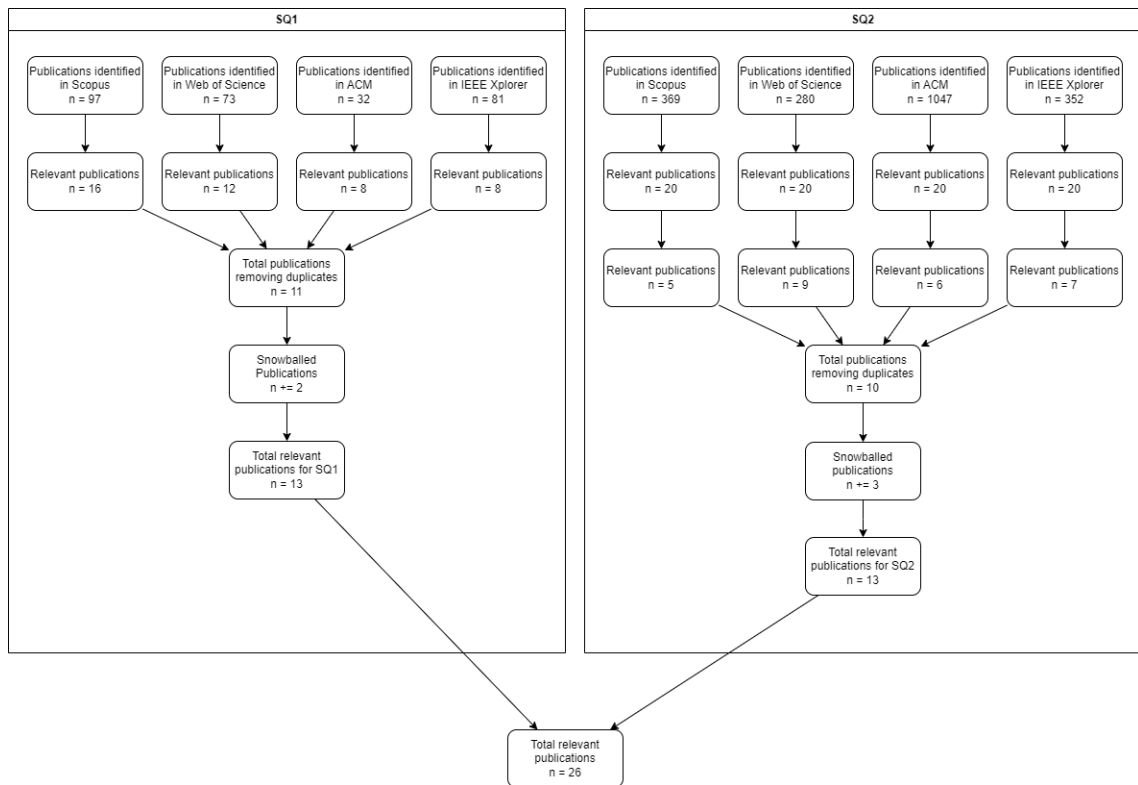 SQ1
Publications identified
in Scopus
n = 97
Publications identified
in Web of Science
n = 73
Publications identified
in ACM
n = 32
Publications identified
in IEEE Xplorer
n = 81
Relevant publications
n = 16
Relevant publications
n = 12
Relevant publications
n = 8
Relevant publications
n = 8
Total publications
removing duplicates
n = 11
Snowballed
Publications
n += 2
Total relevant
publications for SQ1
n = 13
SQ2
Publications identified
in Scopus
n = 369
Publications identified
in Web of Science
n = 280
Publications identified
in ACM
n = 1047
Publications identified
in IEEE Xplorer
n = 352
Relevant publications
n = 20
Relevant publications
n = 20
Relevant publications
n = 20
Relevant publications
n = 20
Relevant publications
n = 5
Relevant publications
n = 9
Relevant publications
n = 6
Relevant publications
n = 7
Total publications
removing duplicates
n = 10
Snowballed
publications
n += 3
Total relevant
publications for SQ2
n = 13
Total relevant
publications
n = 26